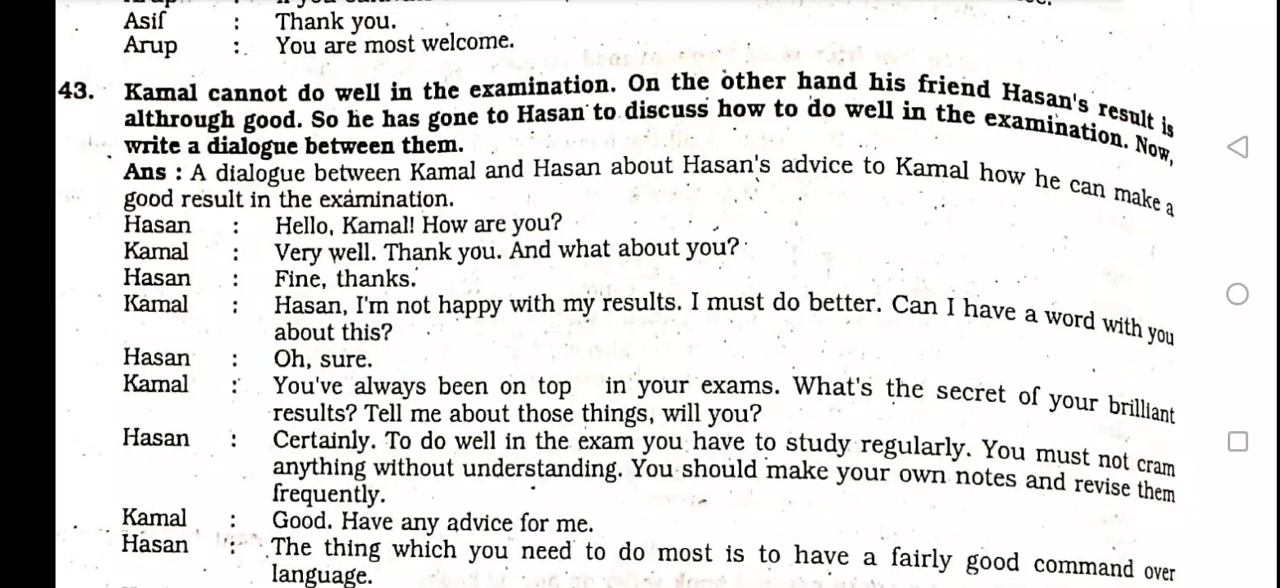 Asif : Thank you.
Arup : You are most welcome.
43. Kamal cannot do well in the examination. On the other hand his friend Hasan's result is
althrough good. So he has gone to Hasan to discuss how to do well in the examination. Now,
write a dialogue between them.
Ans : A dialogue between Kamal and Hasan about Hasan's advice to Kamal how he can make a
good result in the examination.
Hasan : Hello, Kamal! How are you?
Kamal : Very well. Thank you. And what about you?
Hasan : Fine, thanks.
Kamal : Hasan, I'm not happy with my results. I must do better. Can I have a word with you
about this?
Hasan : Oh, sure.
Kamal : You've always been on top in your exams. What's the secret of your brilliant
results? Tell me about those things, will you?
Hasan : Certainly. To do well in the exam you have to study regularly. You must not cram
anything without understanding. You should make your own notes and revise them
frequently.
Kamal : Good. Have any advice for me.
Hasan : The thing which you need to do most is to have a fairly good command over
language.